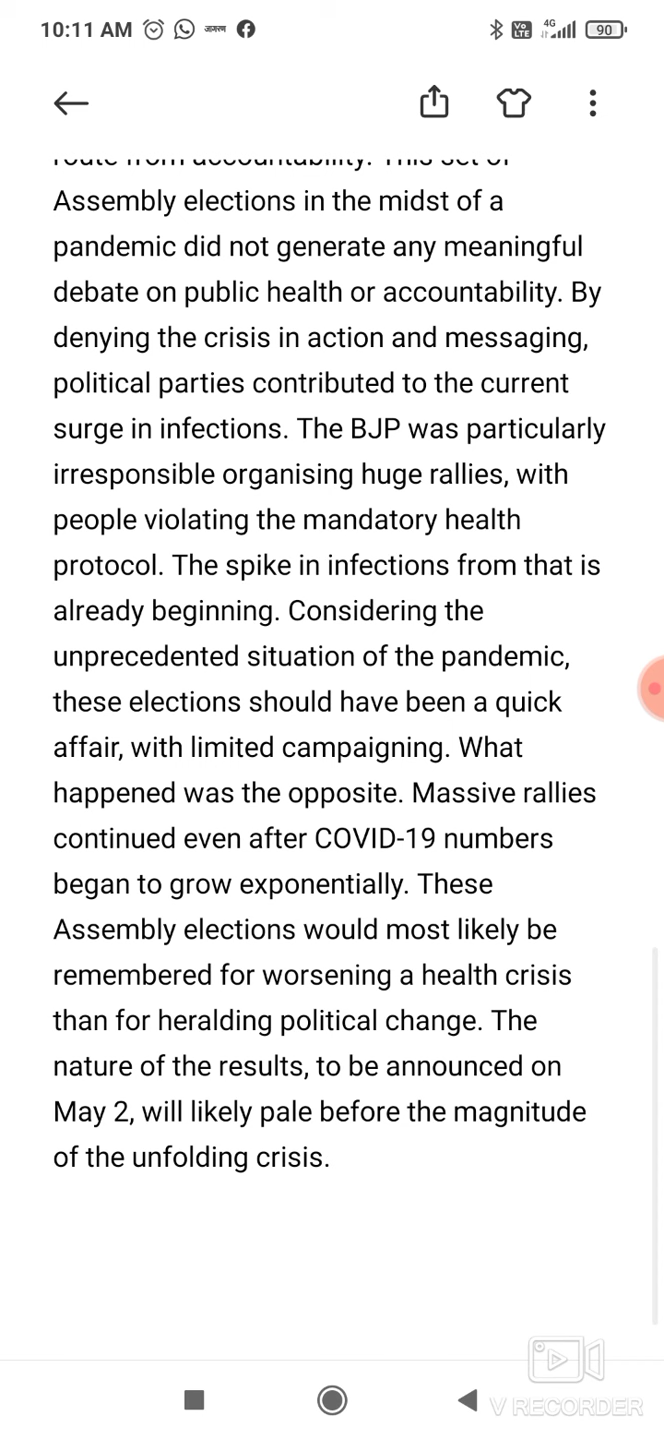 10:11 AM जागरण Vo LTE 4G 90
Assembly elections in the midst of a
pandemic did not generate any meaningful
debate on public health or accountability. By
denying the crisis in action and messaging,
political parties contributed to the current
surge in infections. The BJP was particularly
irresponsible organising huge rallies, with
people violating the mandatory health
protocol. The spike in infections from that is
already beginning. Considering the
unprecedented situation of the pandemic,
these elections should have been a quick
affair, with limited campaigning. What
happened was the opposite. Massive rallies
continued even after COVID-19 numbers
began to grow exponentially. These
Assembly elections would most likely be
remembered for worsening a health crisis
than for heralding political change. The
nature of the results, to be announced on
May 2, will likely pale before the magnitude
of the unfolding crisis.
V RECORDER